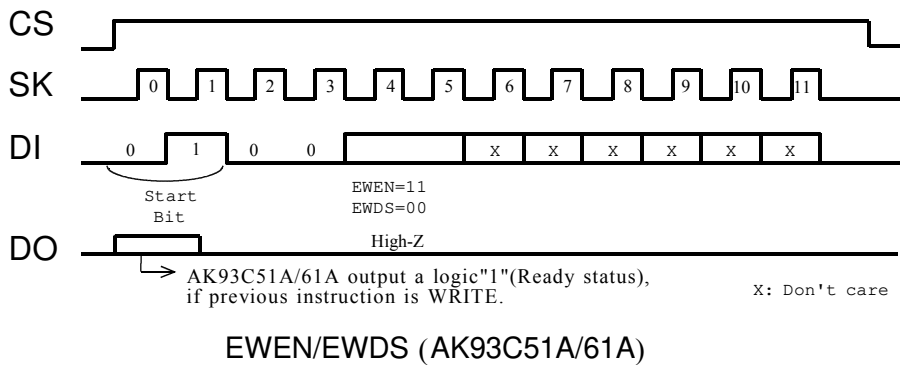 CS
SK 0 1 2 3 4 5 6 7 8 9 10 11
DI 0 1 0 0 X X X X X X
Start
Bit
EWEN=11
EWDS=00
DO High-Z
AK93C51A/61A output a logic"1"(Ready status),
if previous instruction is WRITE.
X: Don't care
EWEN/EWDS (AK93C51A/61A)